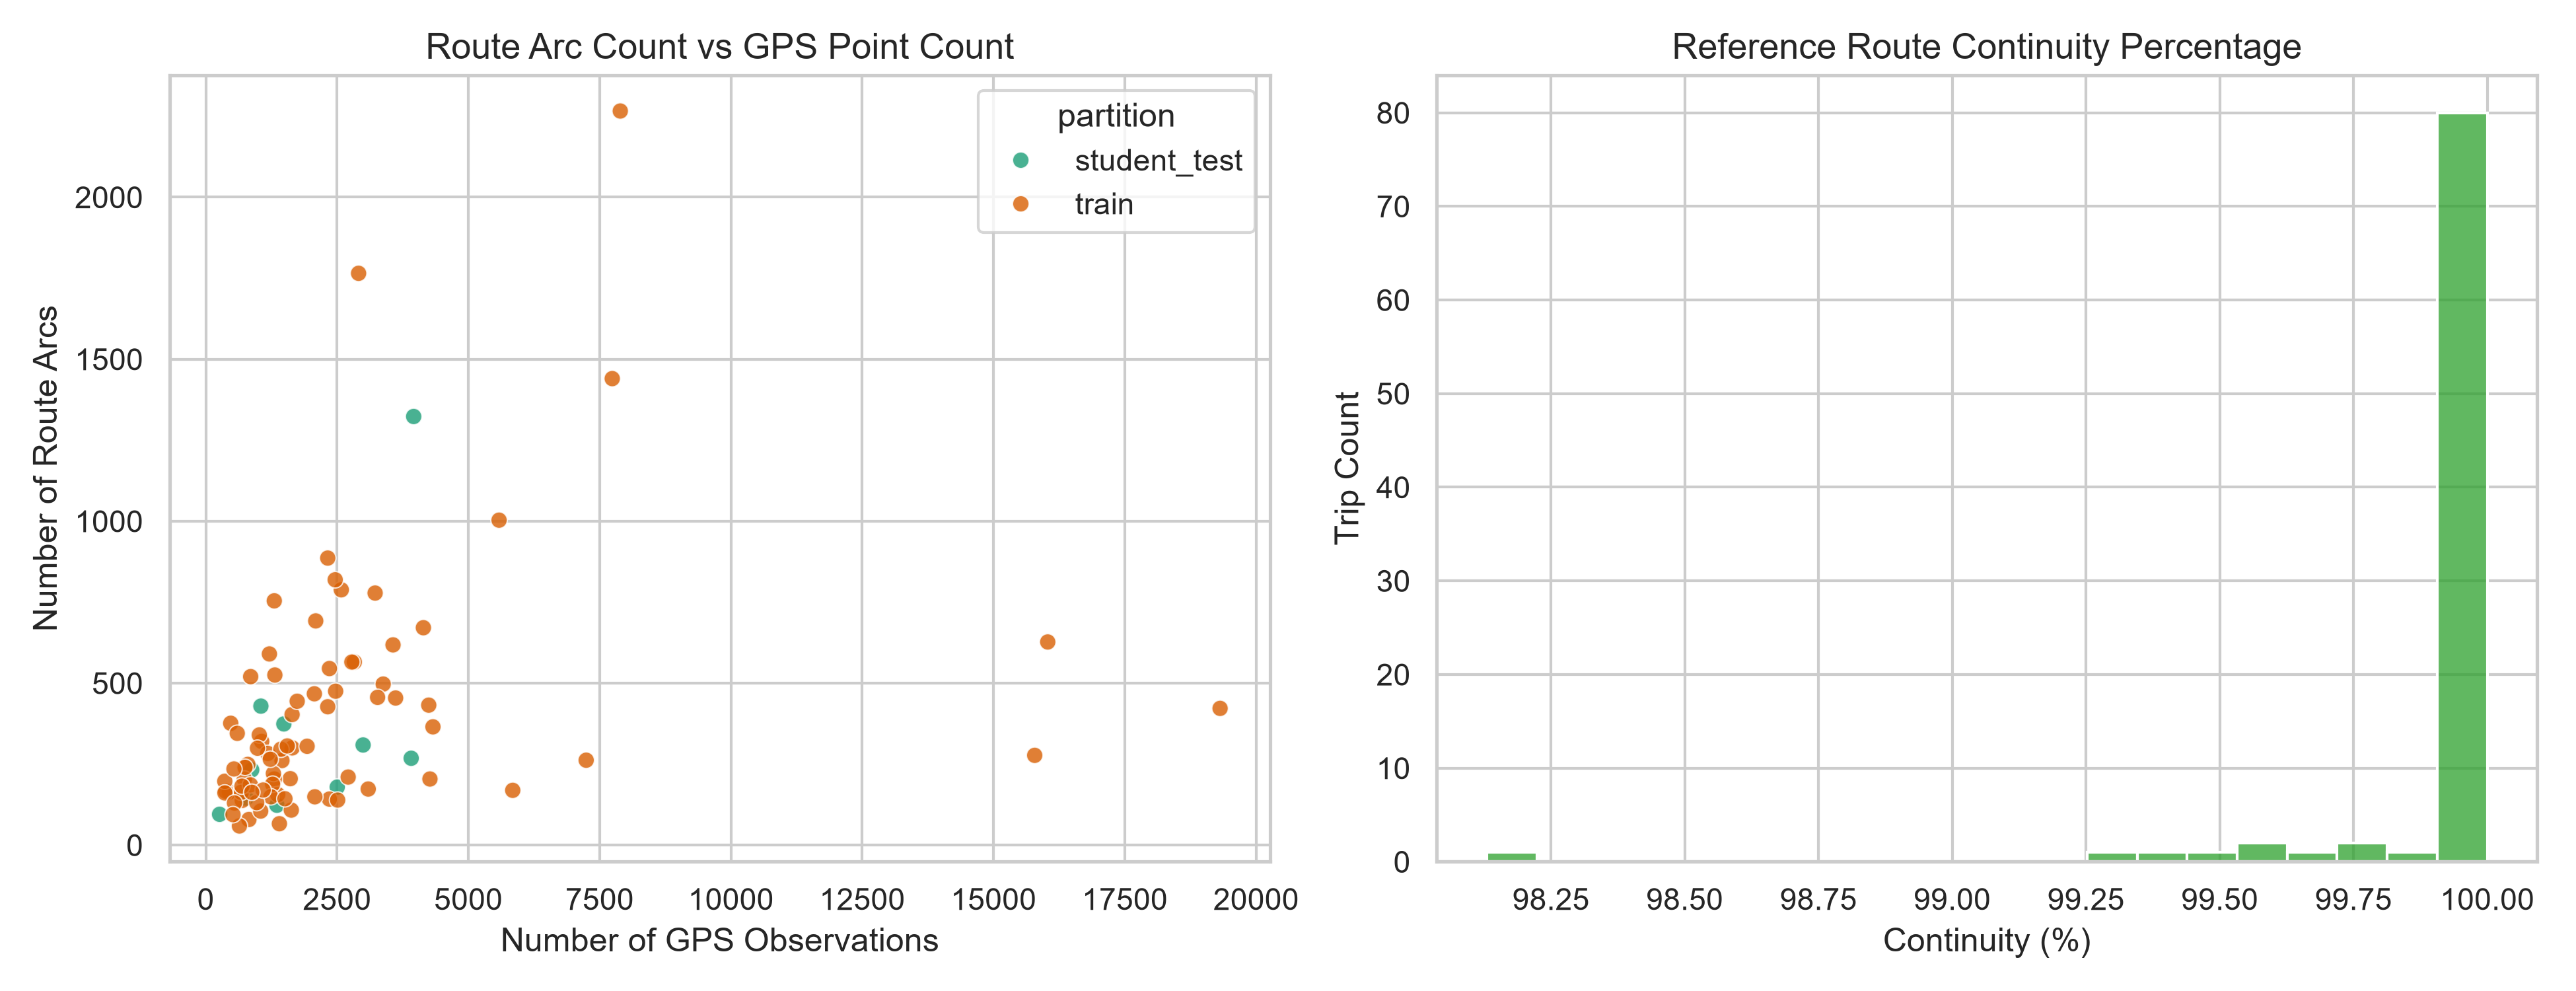 Route Arc Count vs GPS Point Count
partition
student_test
train
2000
1500
1000
500
0
Number of Route Arcs
0 2500 5000 7500 10000 12500 15000 17500 20000
Number of GPS Observations
Reference Route Continuity Percentage
80
70
60
50
40
30
20
10
0
Trip Count
98.25 98.50 98.75 99.00 99.25 99.50 99.75 100.00
Continuity (%)